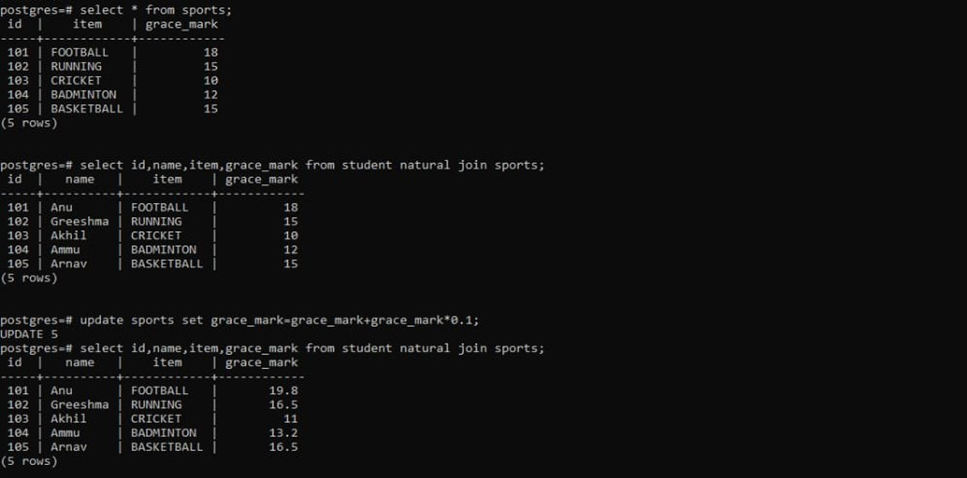 postgres=# select * from sports;
 id  |    item    | grace_mark
-----+------------+------------
 101 | FOOTBALL   |         18
 102 | RUNNING    |         15
 103 | CRICKET    |         10
 104 | BADMINTON  |         12
 105 | BASKETBALL |         15
(5 rows)
postgres=# select id,name,item,grace_mark from student natural join sports;
 id  |   name   |    item    | grace_mark
-----+----------+------------+------------
 101 | Anu      | FOOTBALL   |         18
 102 | Greeshma | RUNNING    |         15
 103 | Akhil    | CRICKET    |         10
 104 | Ammu     | BADMINTON  |         12
 105 | Arnav    | BASKETBALL |         15
(5 rows)
postgres=# update sports set grace_mark=grace_mark+grace_mark*0.1;
UPDATE 5
postgres=# select id,name,item,grace_mark from student natural join sports;
 id  |   name   |    item    | grace_mark
-----+----------+------------+------------
 101 | Anu      | FOOTBALL   |       19.8
 102 | Greeshma | RUNNING    |       16.5
 103 | Akhil    | CRICKET    |         11
 104 | Ammu     | BADMINTON  |       13.2
 105 | Arnav    | BASKETBALL |       16.5
(5 rows)